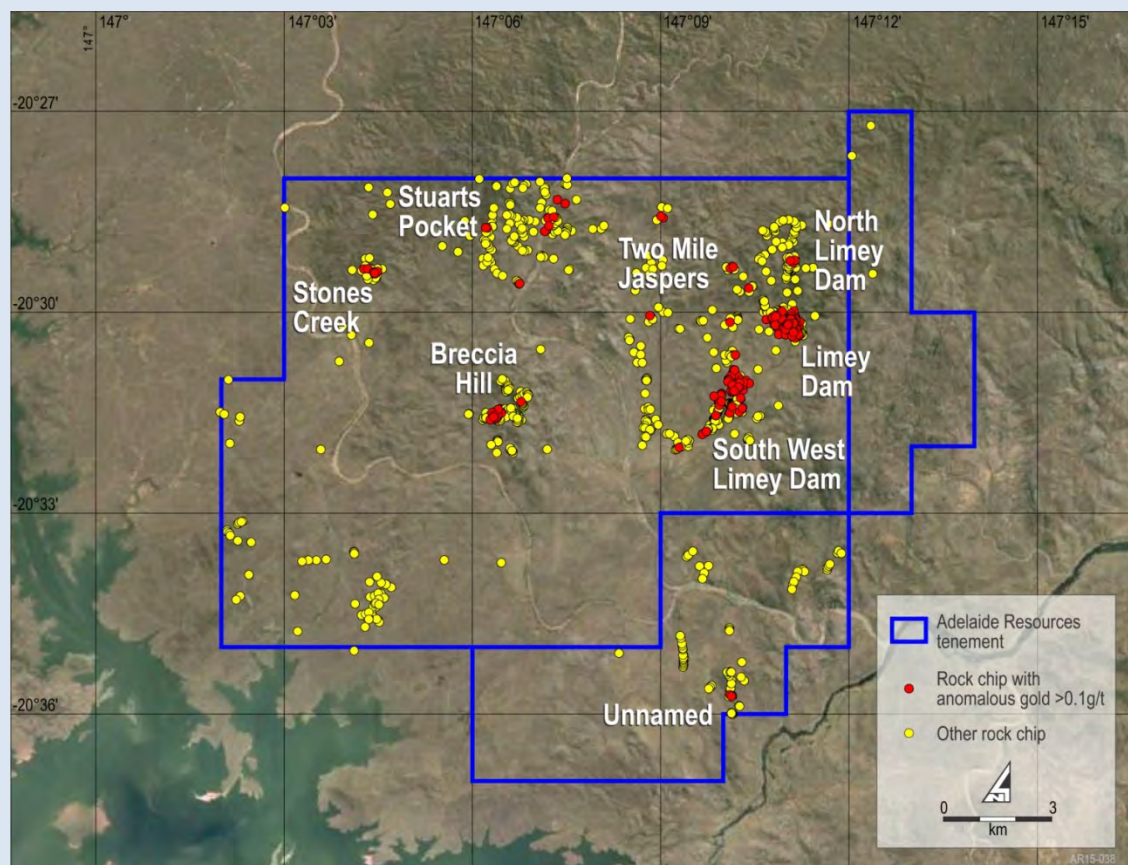 147°
147°
147°03'
147°06'
147°09'
147°12'
147°15'
-20°27'
-20°30'
-20°33'
-20°36'
Stuarts
Pocket
Stones
Creek
Two Mile
Jaspers
North
Limey
Dam
Breccia
Hill
Limey
Dam
South West
Limey Dam
Unnamed
Adelaide Resources
tenement
Rock chip with
anomalous gold >0.1g/t
Other rock chip
N
0 3
km
AR15-038